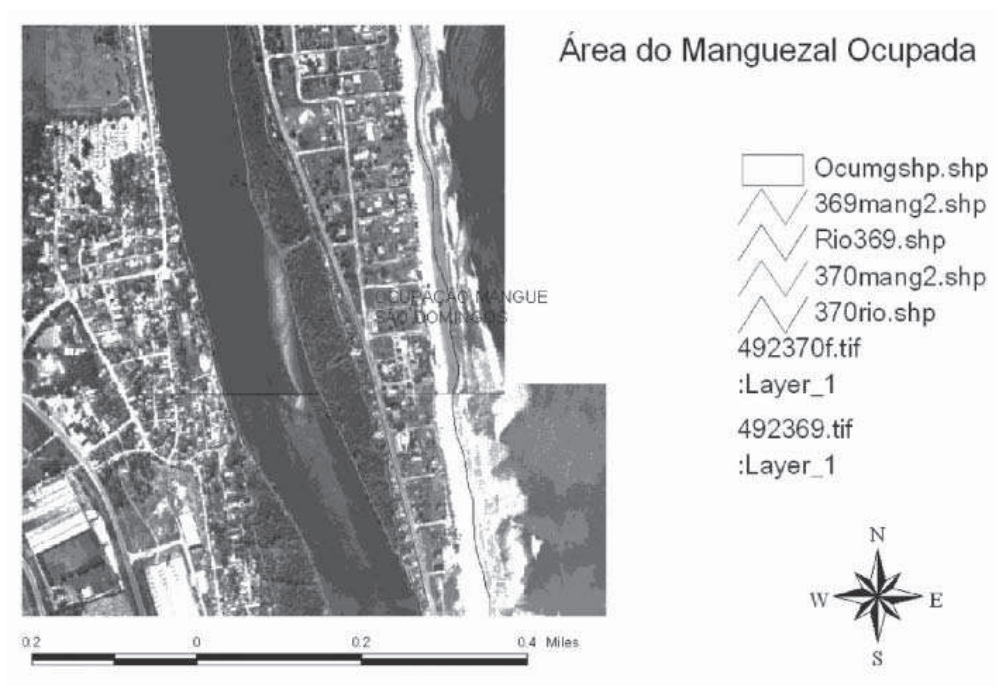 Área do Manguezal Ocupada
Ocumgshp.shp
369mang2.shp
Rio369.shp
370mang2.shp
370rio.shp
492370f.tif
:Layer_1
492369.tif
:Layer_1
OCUPAÇÃO MANGUE
SÃO DOMINGOS
N
W E
S
0.2 0 0.2 0.4 Miles